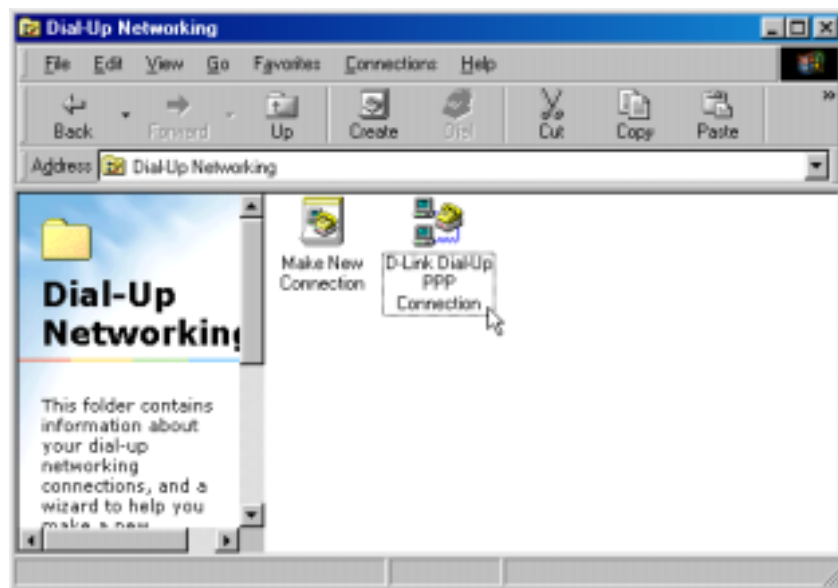 Dial-Up Networking
File Edit View Go Favorites Connections Help
Back Forward Up Create Dial Cut Copy Paste »
Address Dial-Up Networking
Dial-Up
Networking
This folder contains
information about
your dial-up
networking
connections, and a
wizard to help you
make a new
Make New
Connection
D-Link Dial-Up
PPP
Connection